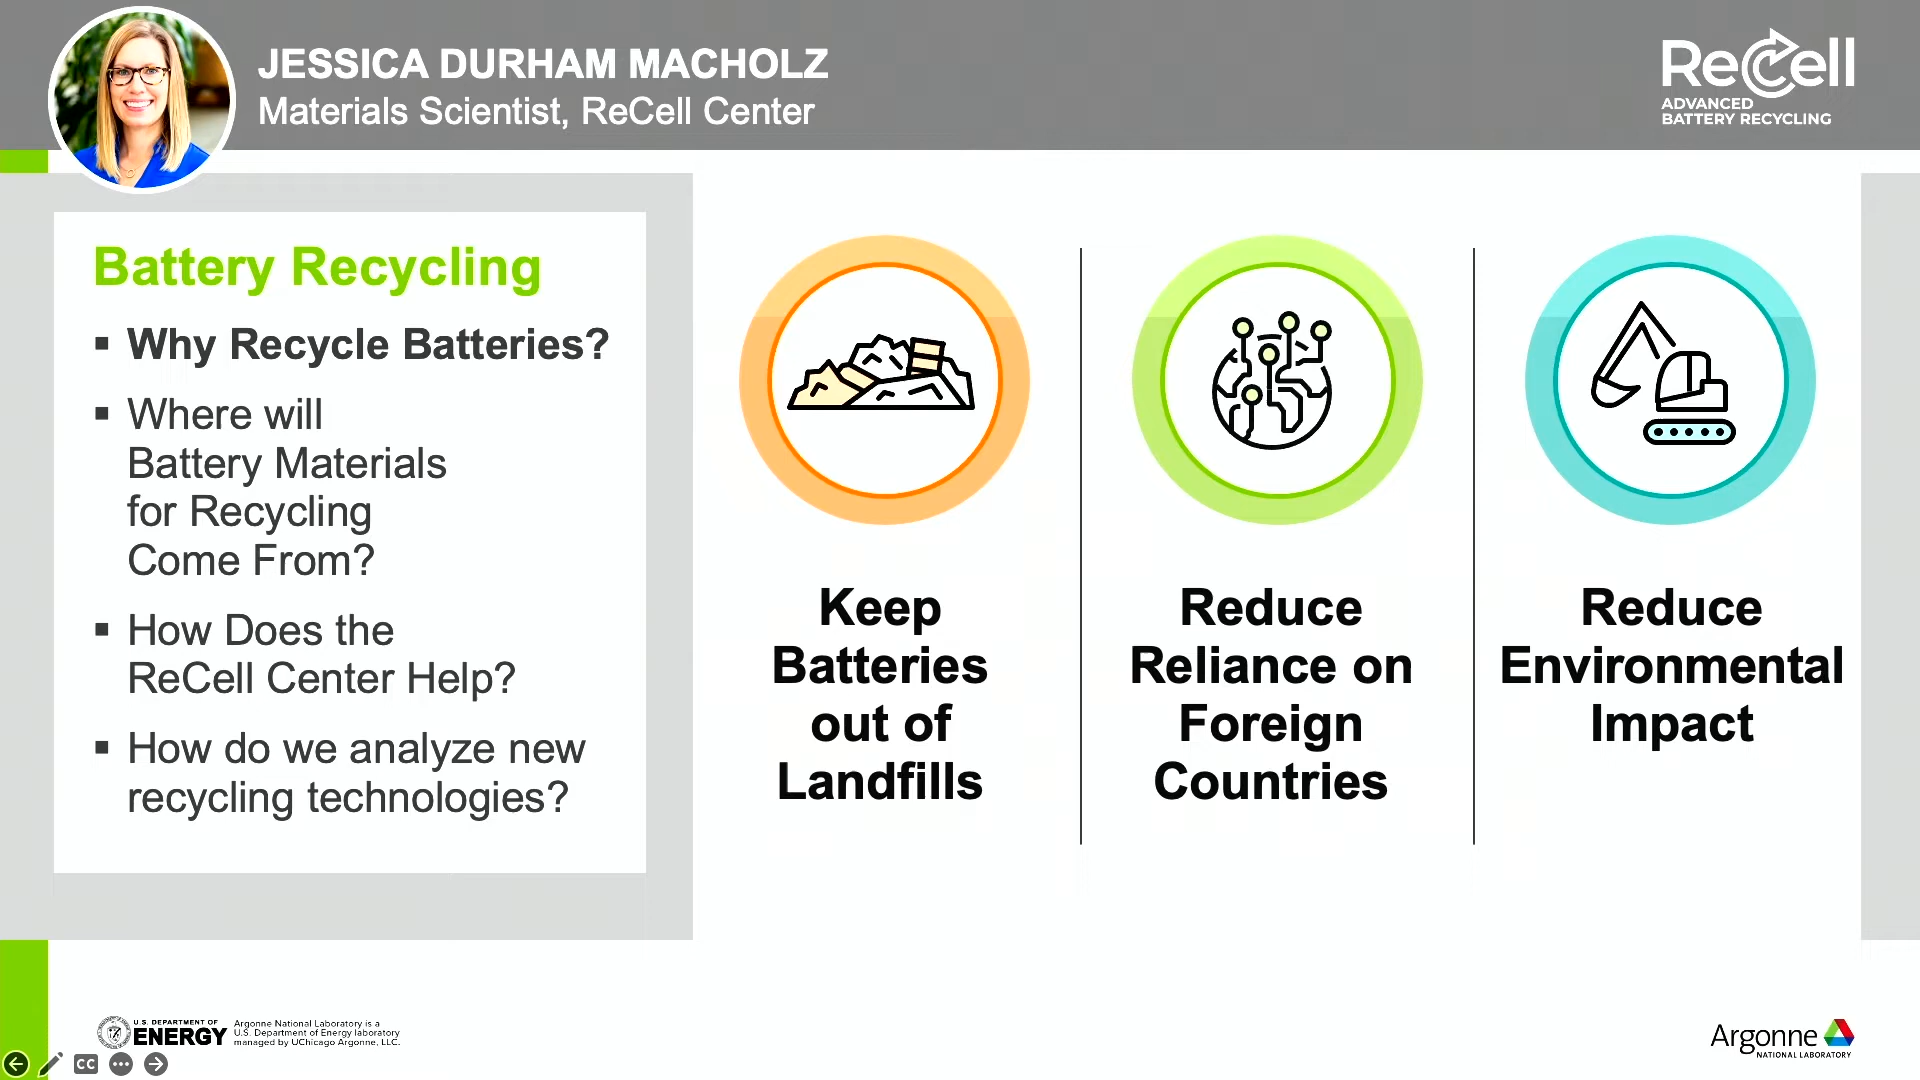 JESSICA DURHAM MACHOLZ
Materials Scientist, ReCell Center
ReCell
ADVANCED
BATTERY RECYCLING
Battery Recycling
▪ Why Recycle Batteries?
▪ Where will
Battery Materials
for Recycling
Come From?
▪ How Does the
ReCell Center Help?
▪ How do we analyze new
recycling technologies?
Keep
Batteries
out of
Landfills
Reduce
Reliance on
Foreign
Countries
Reduce
Environmental
Impact
U.S. DEPARTMENT OF
ENERGY
Argonne National Laboratory is a
U.S. Department of Energy laboratory
managed by UChicago Argonne, LLC.
CC
Argonne
NATIONAL LABORATORY